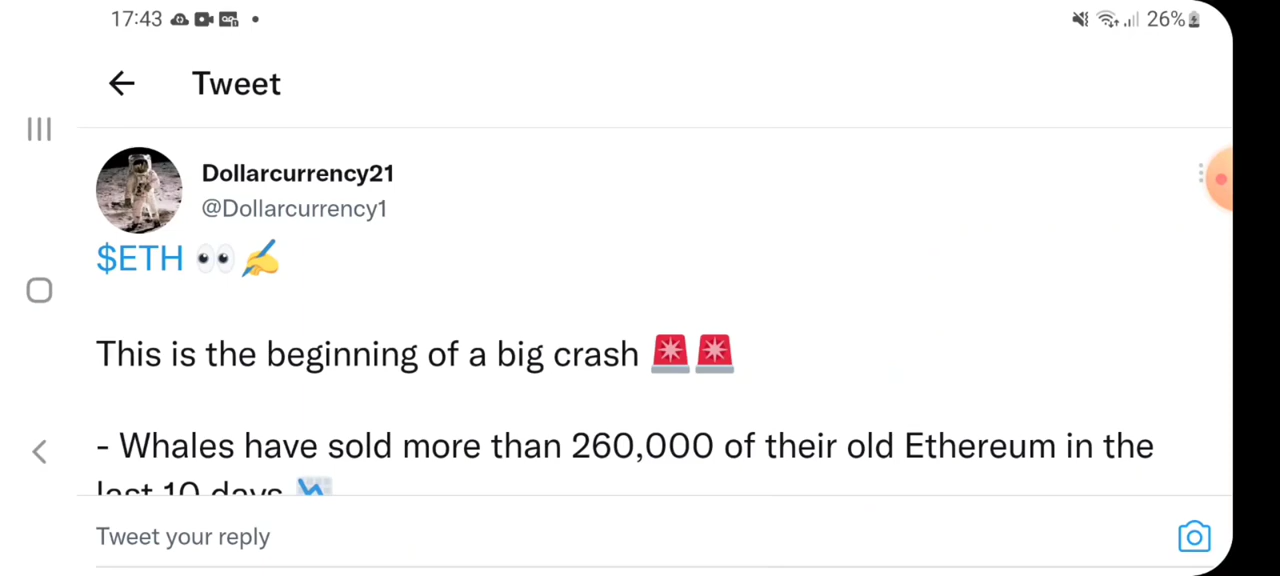 17:43
26%
Tweet
Dollarcurrency21
@Dollarcurrency1
$ETH 👀✍️
This is the beginning of a big crash 🚨🚨
- Whales have sold more than 260,000 of their old Ethereum in the
last 10 days 📉
Tweet your reply